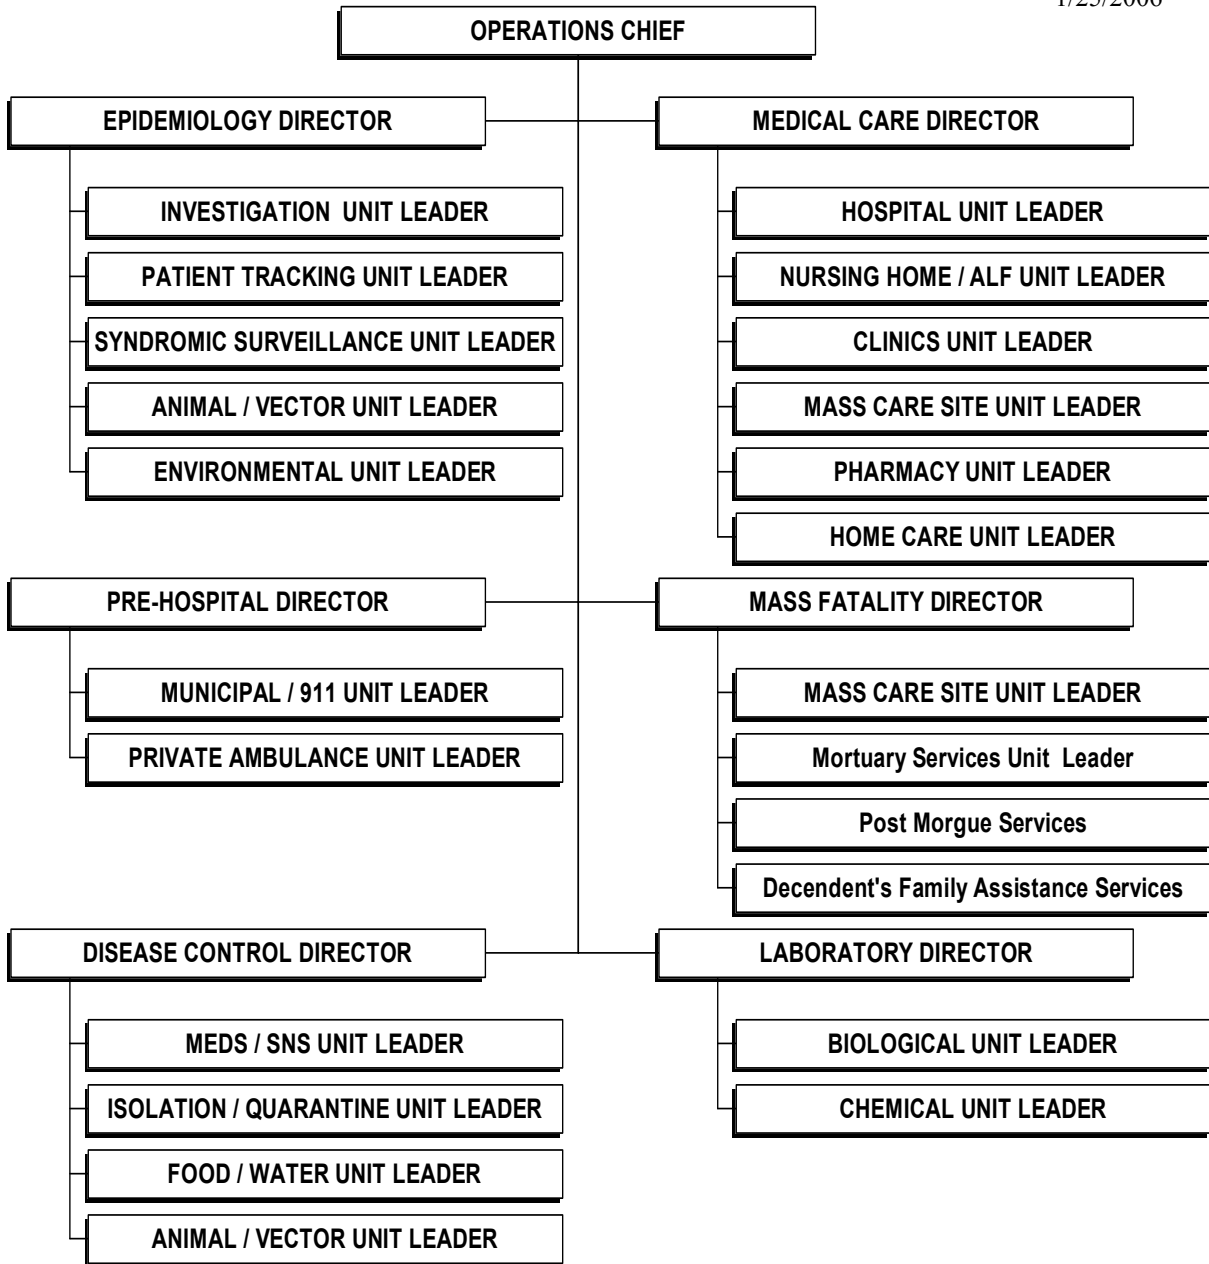 1/25/2006
OPERATIONS CHIEF
EPIDEMIOLOGY DIRECTOR
INVESTIGATION  UNIT LEADER
PATIENT TRACKING UNIT LEADER
SYNDROMIC SURVEILLANCE UNIT LEADER
ANIMAL / VECTOR UNIT LEADER
ENVIRONMENTAL UNIT LEADER
MEDICAL CARE DIRECTOR
HOSPITAL UNIT LEADER
NURSING HOME / ALF UNIT LEADER
CLINICS UNIT LEADER
MASS CARE SITE UNIT LEADER
PHARMACY UNIT LEADER
HOME CARE UNIT LEADER
PRE-HOSPITAL DIRECTOR
MUNICIPAL / 911 UNIT LEADER
PRIVATE AMBULANCE UNIT LEADER
MASS FATALITY DIRECTOR
MASS CARE SITE UNIT LEADER
Mortuary Services Unit  Leader
Post Morgue Services
Decendent's Family Assistance Services
DISEASE CONTROL DIRECTOR
MEDS / SNS UNIT LEADER
ISOLATION / QUARANTINE UNIT LEADER
FOOD / WATER UNIT LEADER
ANIMAL / VECTOR UNIT LEADER
LABORATORY DIRECTOR
BIOLOGICAL UNIT LEADER
CHEMICAL UNIT LEADER